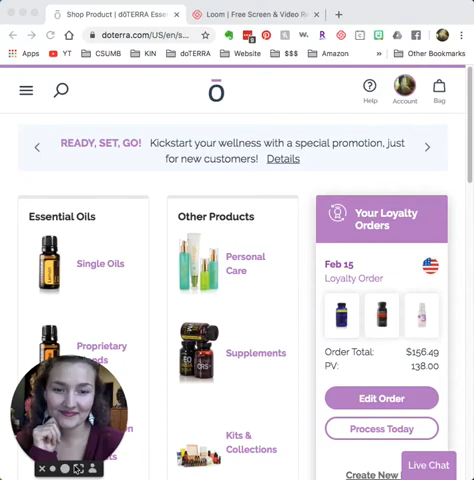 Shop Product | dōTERRA Essen
Loom | Free Screen & Video Re
doterra.com/US/en/s...
Apps
YT
CSUMB
KIN
doTERRA
Website
$$$
Amazon
»
Other Bookmarks
ō
Help
Account
Bag
READY, SET, GO! Kickstart your wellness with a special promotion, just
for new customers! Details
Essential Oils
Single Oils
Proprietary
Other Products
Personal
Care
Supplements
Kits &
Collections
Your Loyalty
Orders
Feb 15
Loyalty Order
Order Total: $156.49
PV: 138.00
Edit Order
Process Today
Create New
Live Chat